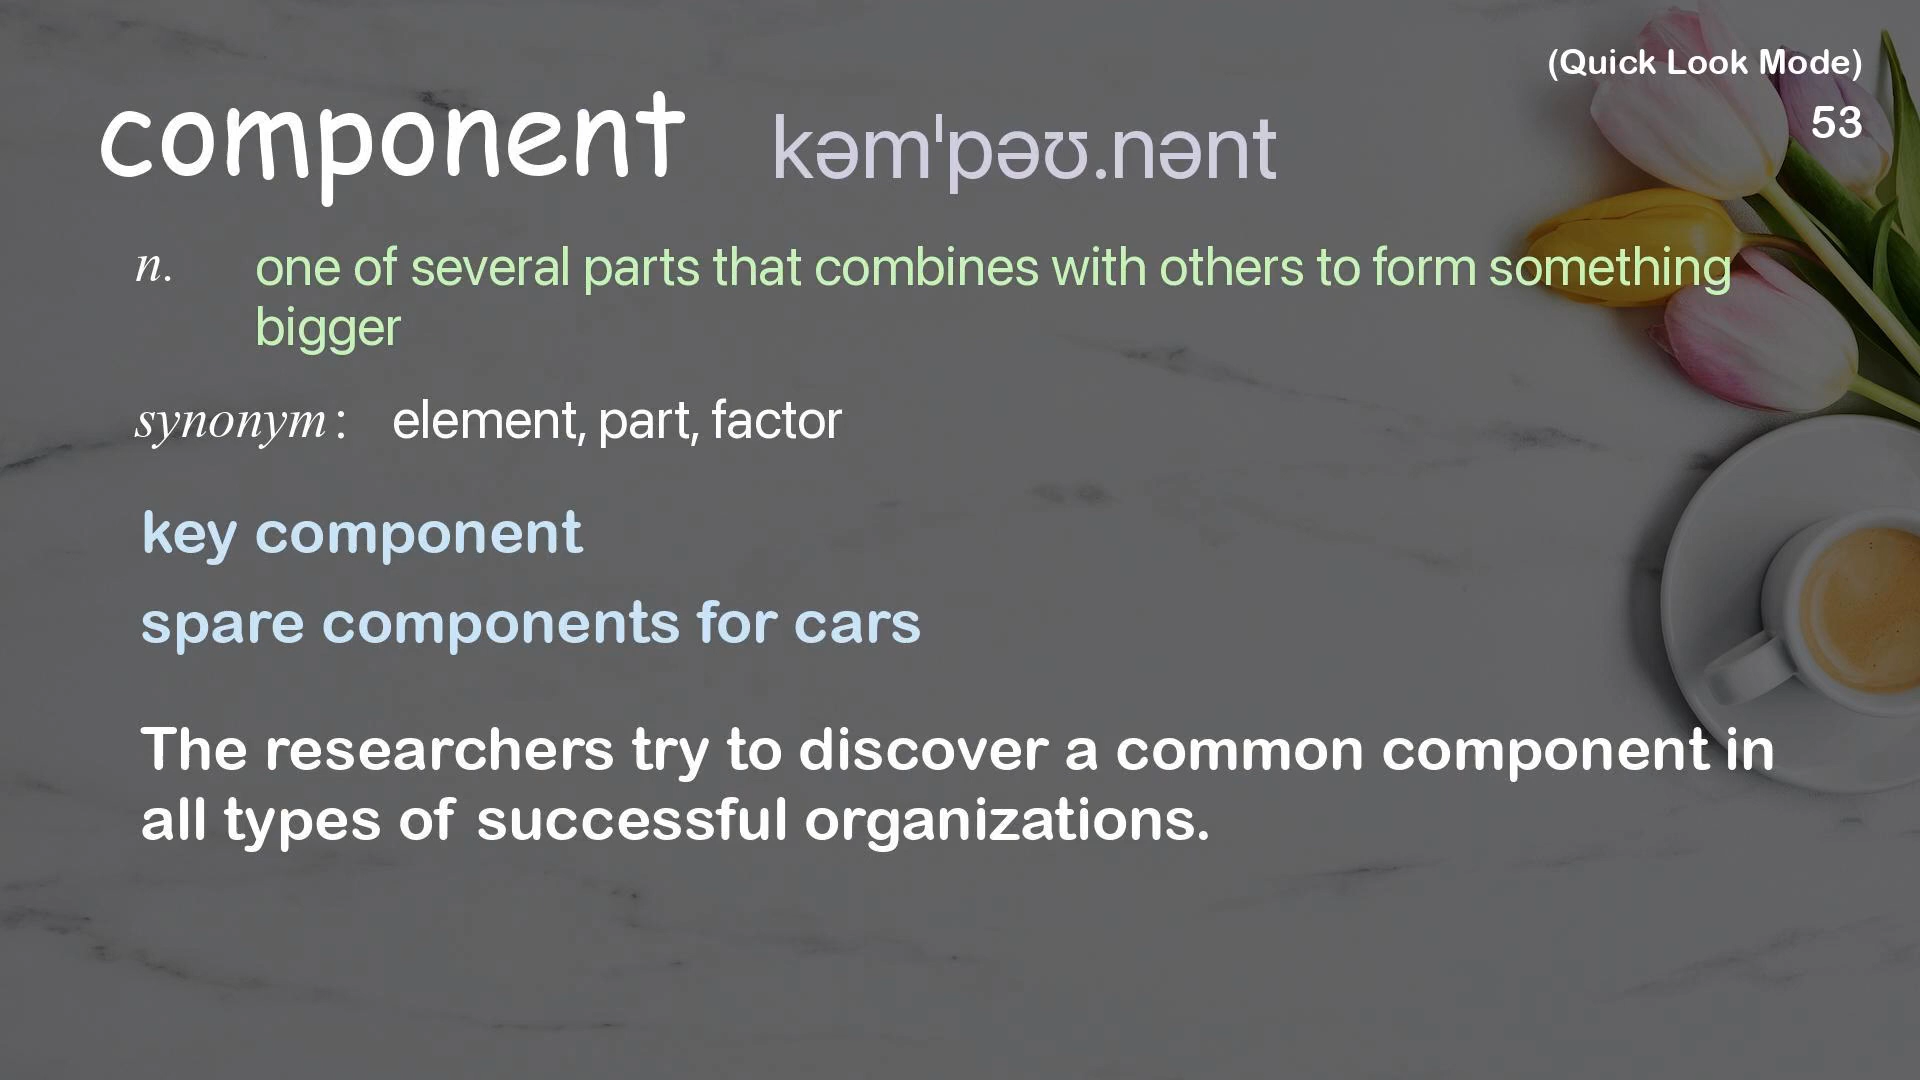 (Quick Look Mode)
53
component kəmˈpəʊ.nənt
n. one of several parts that combines with others to form something
bigger
synonym: element, part, factor
key component
spare components for cars
The researchers try to discover a common component in
all types of successful organizations.